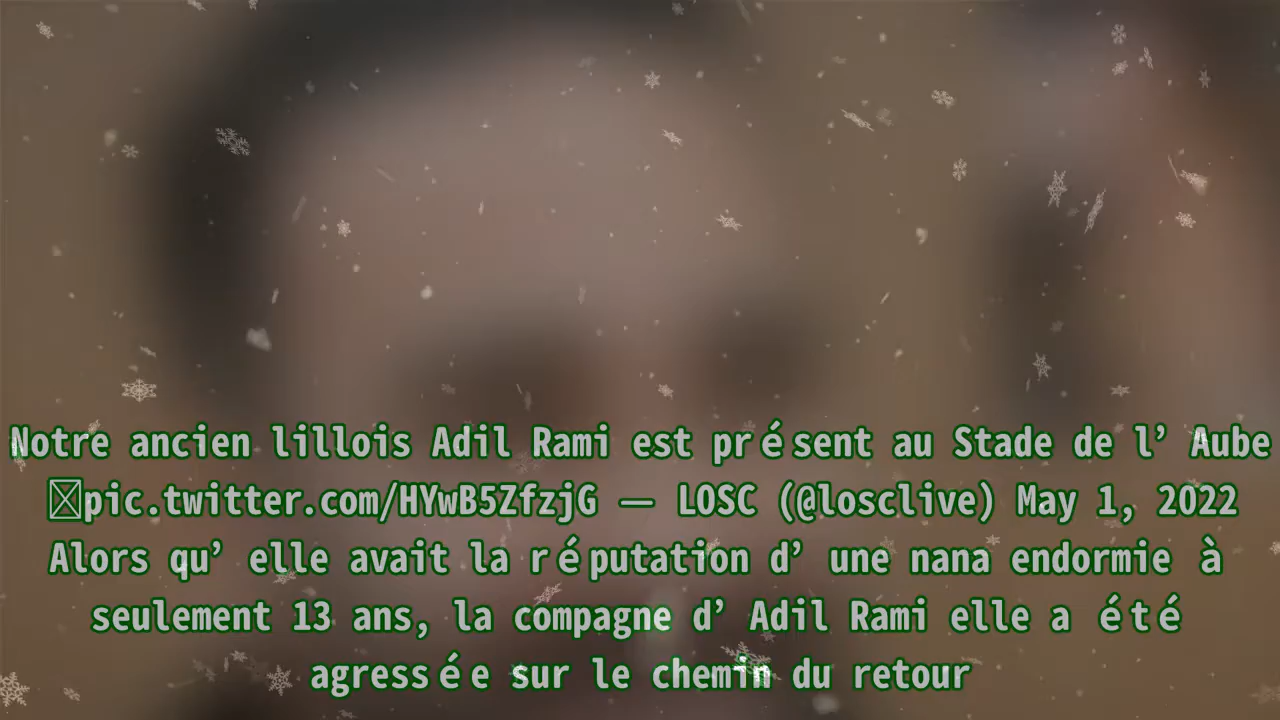 Notre ancien lillois Adil Rami est présent au Stade de l’ Aube
pic.twitter.com/HYwB5ZfzjG — LOSC (@losclive) May 1, 2022
Alors qu’ elle avait la réputation d’ une nana endormie à
seulement 13 ans, la compagne d’ Adil Rami elle a été
agressée sur le chemin du retour